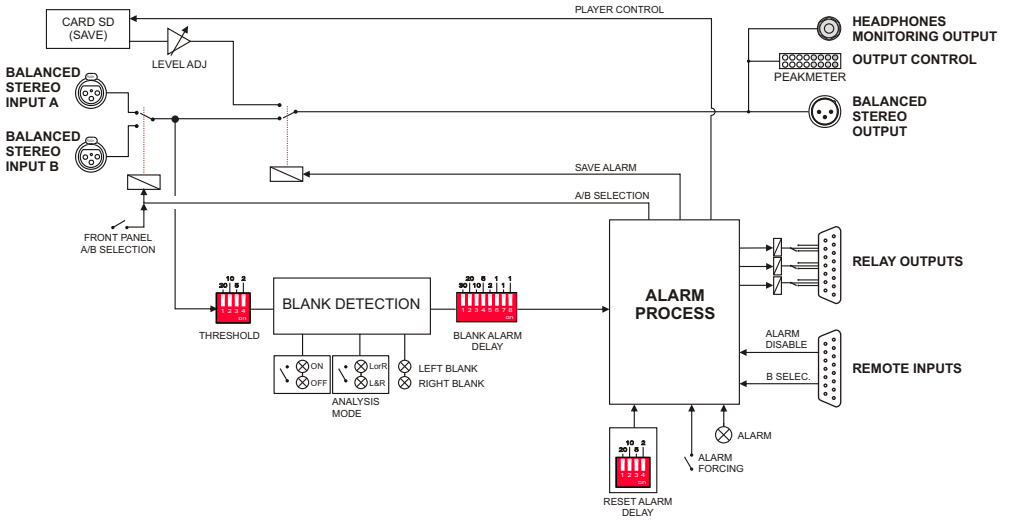 PLAYER CONTROL
CARD SD
(SAVE)
LEVEL ADJ
HEADPHONES
MONITORING OUTPUT
OUTPUT CONTROL
PEAKMETER
BALANCED
STEREO
OUTPUT
BALANCED
STEREO
INPUT A
BALANCED
STEREO
INPUT B
SAVE ALARM
A/B SELECTION
FRONT PANEL
A/B SELECTION
10 2
20 5
1 2 3 4
on
THRESHOLD
BLANK DETECTION
20 5 1 1
30 10 2 1 1
1 2 3 4 5 6 7 8
on
BLANK ALARM
DELAY
ON
OFF
LorR
L&R
ANALYSIS
MODE
LEFT BLANK
RIGHT BLANK
ALARM
PROCESS
RELAY OUTPUTS
ALARM
DISABLE
B SELEC.
REMOTE INPUTS
ALARM
ALARM
FORCING
10 2
20 5
1 2 3 4
on
RESET ALARM
DELAY